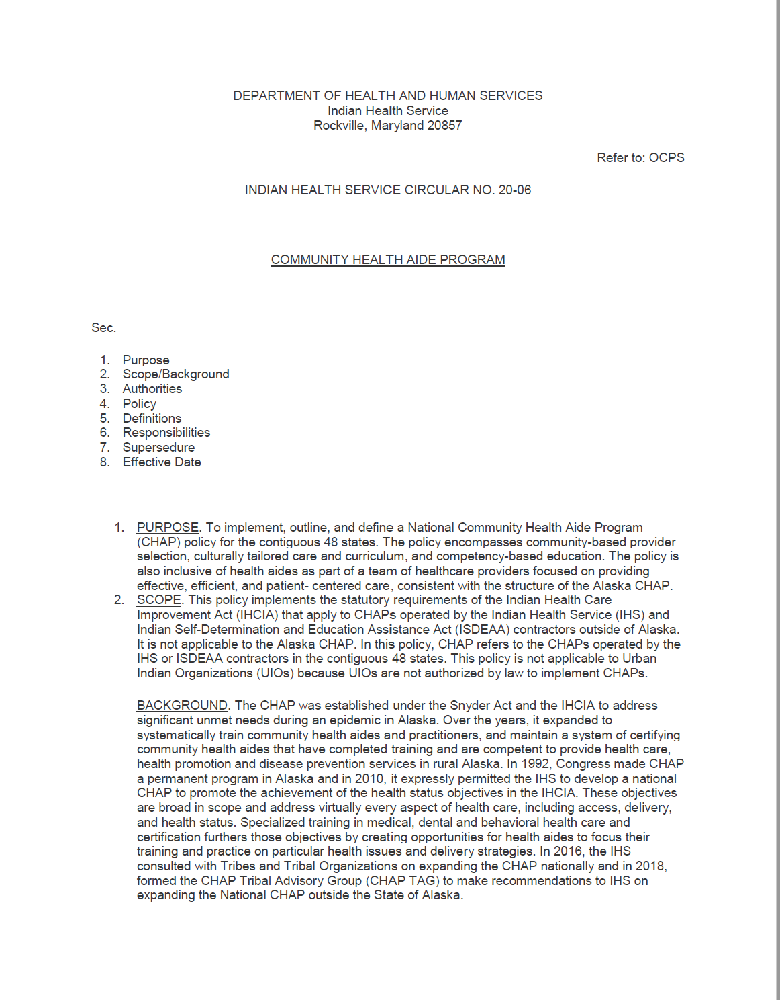 DEPARTMENT OF HEALTH AND HUMAN SERVICES
Indian Health Service
Rockville, Maryland 20857
Refer to: OCPS
INDIAN HEALTH SERVICE CIRCULAR NO. 20-06
COMMUNITY HEALTH AIDE PROGRAM
Sec.
1. Purpose
2. Scope/Background
3. Authorities
4. Policy
5. Definitions
6. Responsibilities
7. Supersedure
8. Effective Date
1. PURPOSE. To implement, outline, and define a National Community Health Aide Program
(CHAP) policy for the contiguous 48 states. The policy encompasses community-based provider
selection, culturally tailored care and curriculum, and competency-based education. The policy is
also inclusive of health aides as part of a team of healthcare providers focused on providing
effective, efficient, and patient- centered care, consistent with the structure of the Alaska CHAP.
2. SCOPE. This policy implements the statutory requirements of the Indian Health Care
Improvement Act (IHCIA) that apply to CHAPs operated by the Indian Health Service (IHS) and
Indian Self-Determination and Education Assistance Act (ISDEAA) contractors outside of Alaska.
It is not applicable to the Alaska CHAP. In this policy, CHAP refers to the CHAPs operated by the
IHS or ISDEAA contractors in the contiguous 48 states. This policy is not applicable to Urban
Indian Organizations (UIOs) because UIOs are not authorized by law to implement CHAPs.
BACKGROUND. The CHAP was established under the Snyder Act and the IHCIA to address
significant unmet needs during an epidemic in Alaska. Over the years, it expanded to
systematically train community health aides and practitioners, and maintain a system of certifying
community health aides that have completed training and are competent to provide health care,
health promotion and disease prevention services in rural Alaska. In 1992, Congress made CHAP
a permanent program in Alaska and in 2010, it expressly permitted the IHS to develop a national
CHAP to promote the achievement of the health status objectives in the IHCIA. These objectives
are broad in scope and address virtually every aspect of health care, including access, delivery,
and health status. Specialized training in medical, dental and behavioral health care and
certification furthers those objectives by creating opportunities for health aides to focus their
training and practice on particular health issues and delivery strategies. In 2016, the IHS
consulted with Tribes and Tribal Organizations on expanding the CHAP nationally and in 2018,
formed the CHAP Tribal Advisory Group (CHAP TAG) to make recommendations to IHS on
expanding the National CHAP outside the State of Alaska.